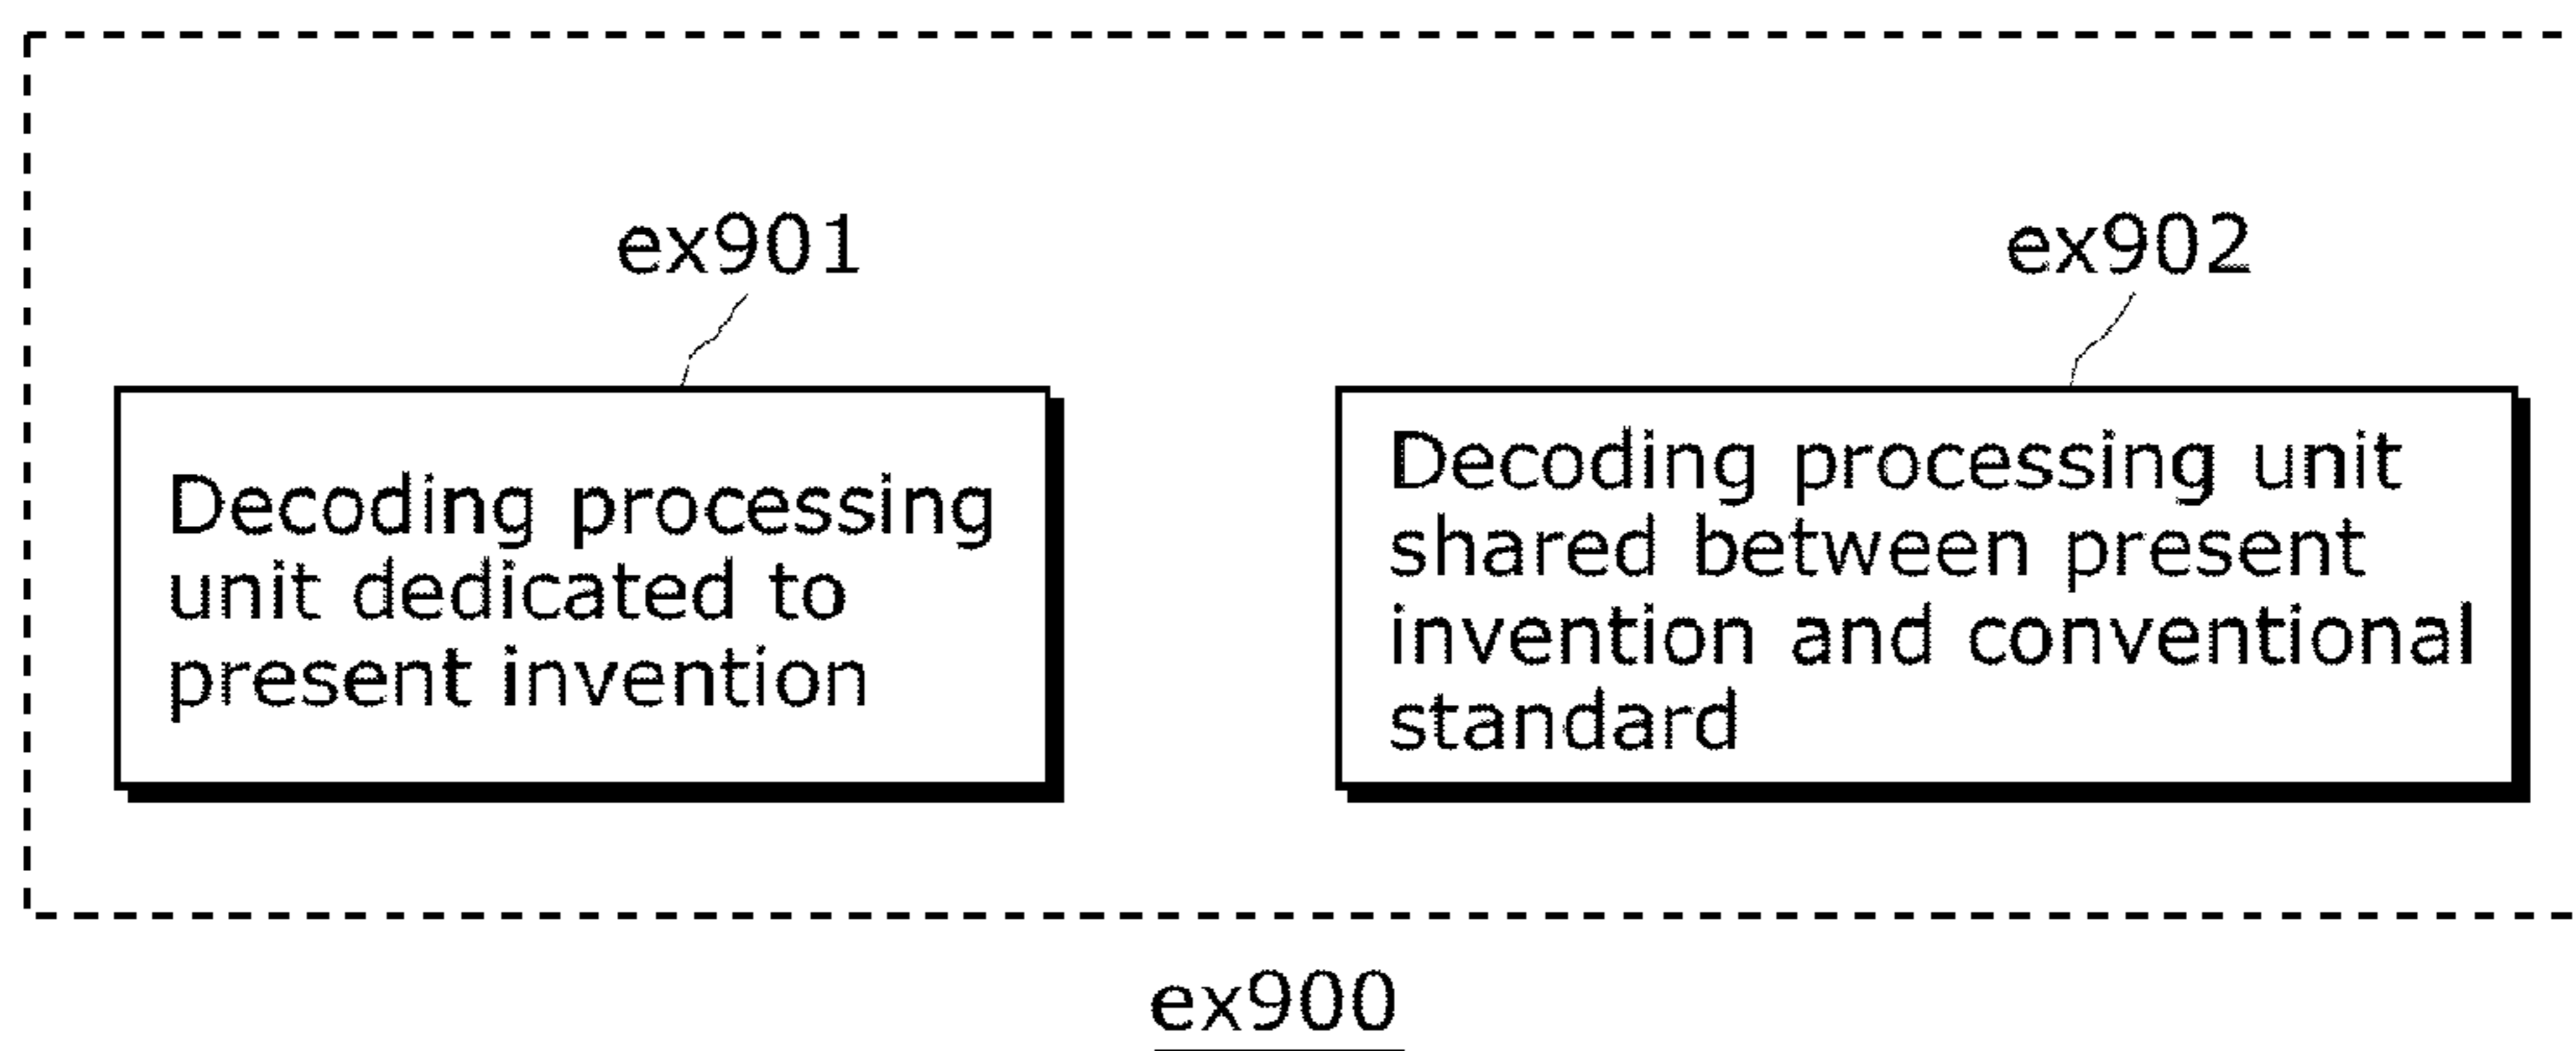 ex901
ex902
Decoding processing
unit dedicated to
present invention
Decoding processing unit
shared between present
invention and conventional
standard
ex900